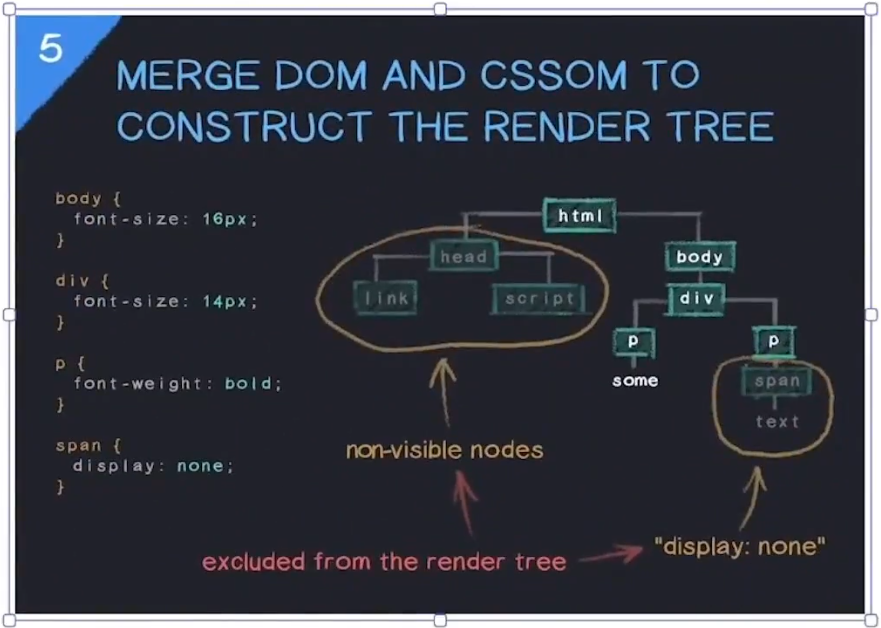 5
MERGE DOM AND CSSOM TO
CONSTRUCT THE RENDER TREE
body {
font-size: 16px;
}
div {
font-size: 14px;
}
p {
font-weight: bold;
}
span {
display: none;
}
html
head
body
link
script
div
p
p
some
span
text
non-visible nodes
excluded from the render tree
"display: none"